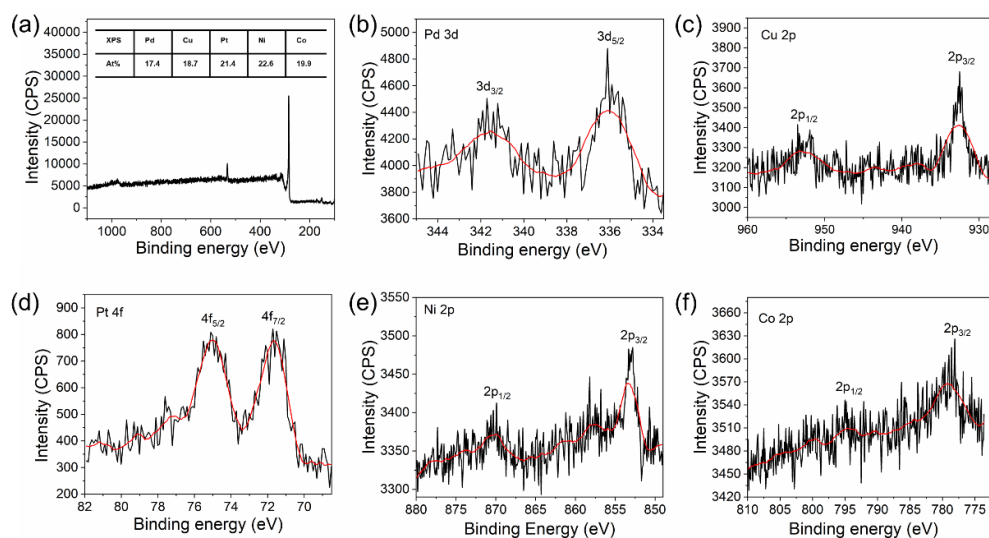 (a)
40000
35000
30000
25000
20000
15000
10000
5000
0
XPS Pd Cu Pt Ni Co
At% 17.4 18.7 21.4 22.6 19.9
Intensity (CPS)
1000 800 600 400 200
Binding energy (eV)
(b)
Pd 3d
3d5/2
3d3/2
5000
4800
4600
4400
4200
4000
3800
3600
Intensity (CPS)
344 342 340 338 336 334
Binding energy (eV)
(c)
Cu 2p
2p3/2
2p1/2
3900
3800
3700
3600
3500
3400
3300
3200
3100
3000
Intensity (CPS)
960 950 940 930
Binding energy (eV)
(d)
Pt 4f
4f5/2
4f7/2
900
800
700
600
500
400
300
200
Intensity (CPS)
82 80 78 76 74 72 70
Binding energy (eV)
(e)
Ni 2p
2p3/2
2p1/2
3550
3500
3450
3400
3350
3300
Intensity (CPS)
880 875 870 865 860 855 850
Binding Energy (eV)
(f)
Co 2p
2p3/2
2p1/2
3660
3630
3600
3570
3540
3510
3480
3450
3420
Intensity (CPS)
810 805 800 795 790 785 780 775
Binding energy (eV)